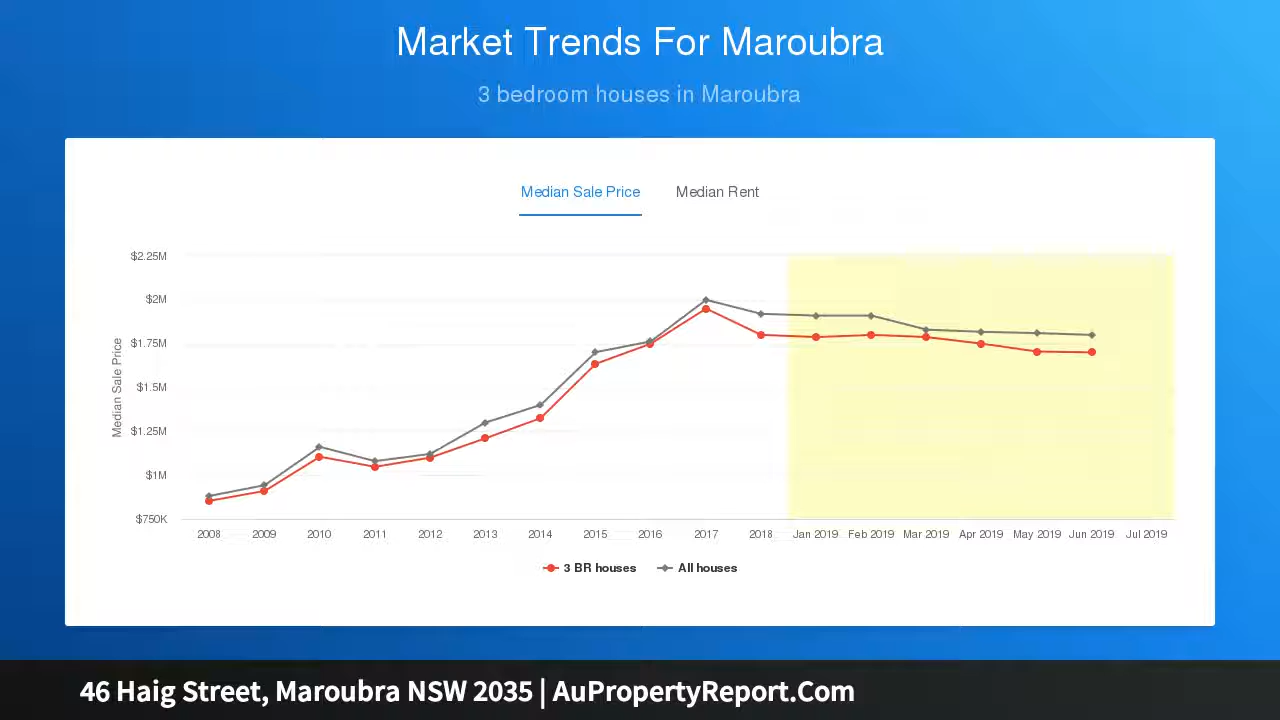 Market Trends For Maroubra
3 bedroom houses in Maroubra
Median Sale Price Median Rent
Median Sale Price
$2.25M
$2M
$1.75M
$1.5M
$1.25M
$1M
$750K
2008 2009 2010 2011 2012 2013 2014 2015 2016 2017 2018 Jan 2019 Feb 2019 Mar 2019 Apr 2019 May 2019 Jun 2019 Jul 2019
3 BR houses All houses
46 Haig Street, Maroubra NSW 2035 | AuPropertyReport.Com